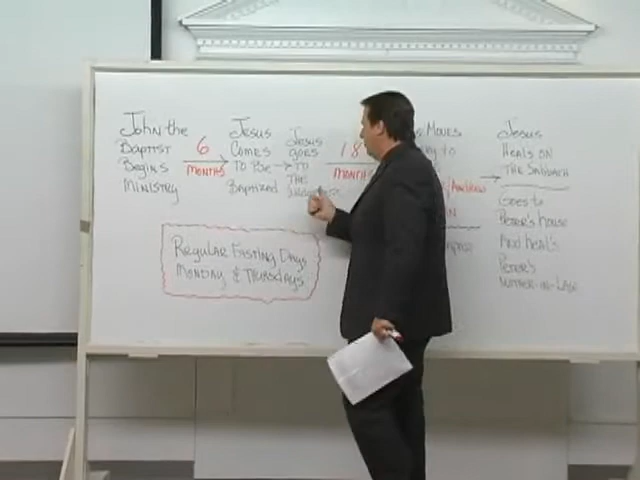 John the
Baptist
Begins
Ministry
6
months
Jesus
Comes
To Be
Baptized
Jesus
goes
to
the
18
months
Moves
to
Andrew
Jesus
Heals on
The Sabbath
Goes to
Peter's House
And heals
Peter's
Mother-in-law
Regular Fasting Days
Monday & Thursdays